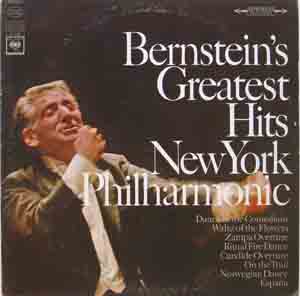 Bernstein's
Greatest
Hits
New York
Philharmonic
Dance of the Comedians
Waltz of the Flowers
Zampa Overture
Ritual Fire Dance
Candide Overture
On the Trail
Norwegian Dance
España